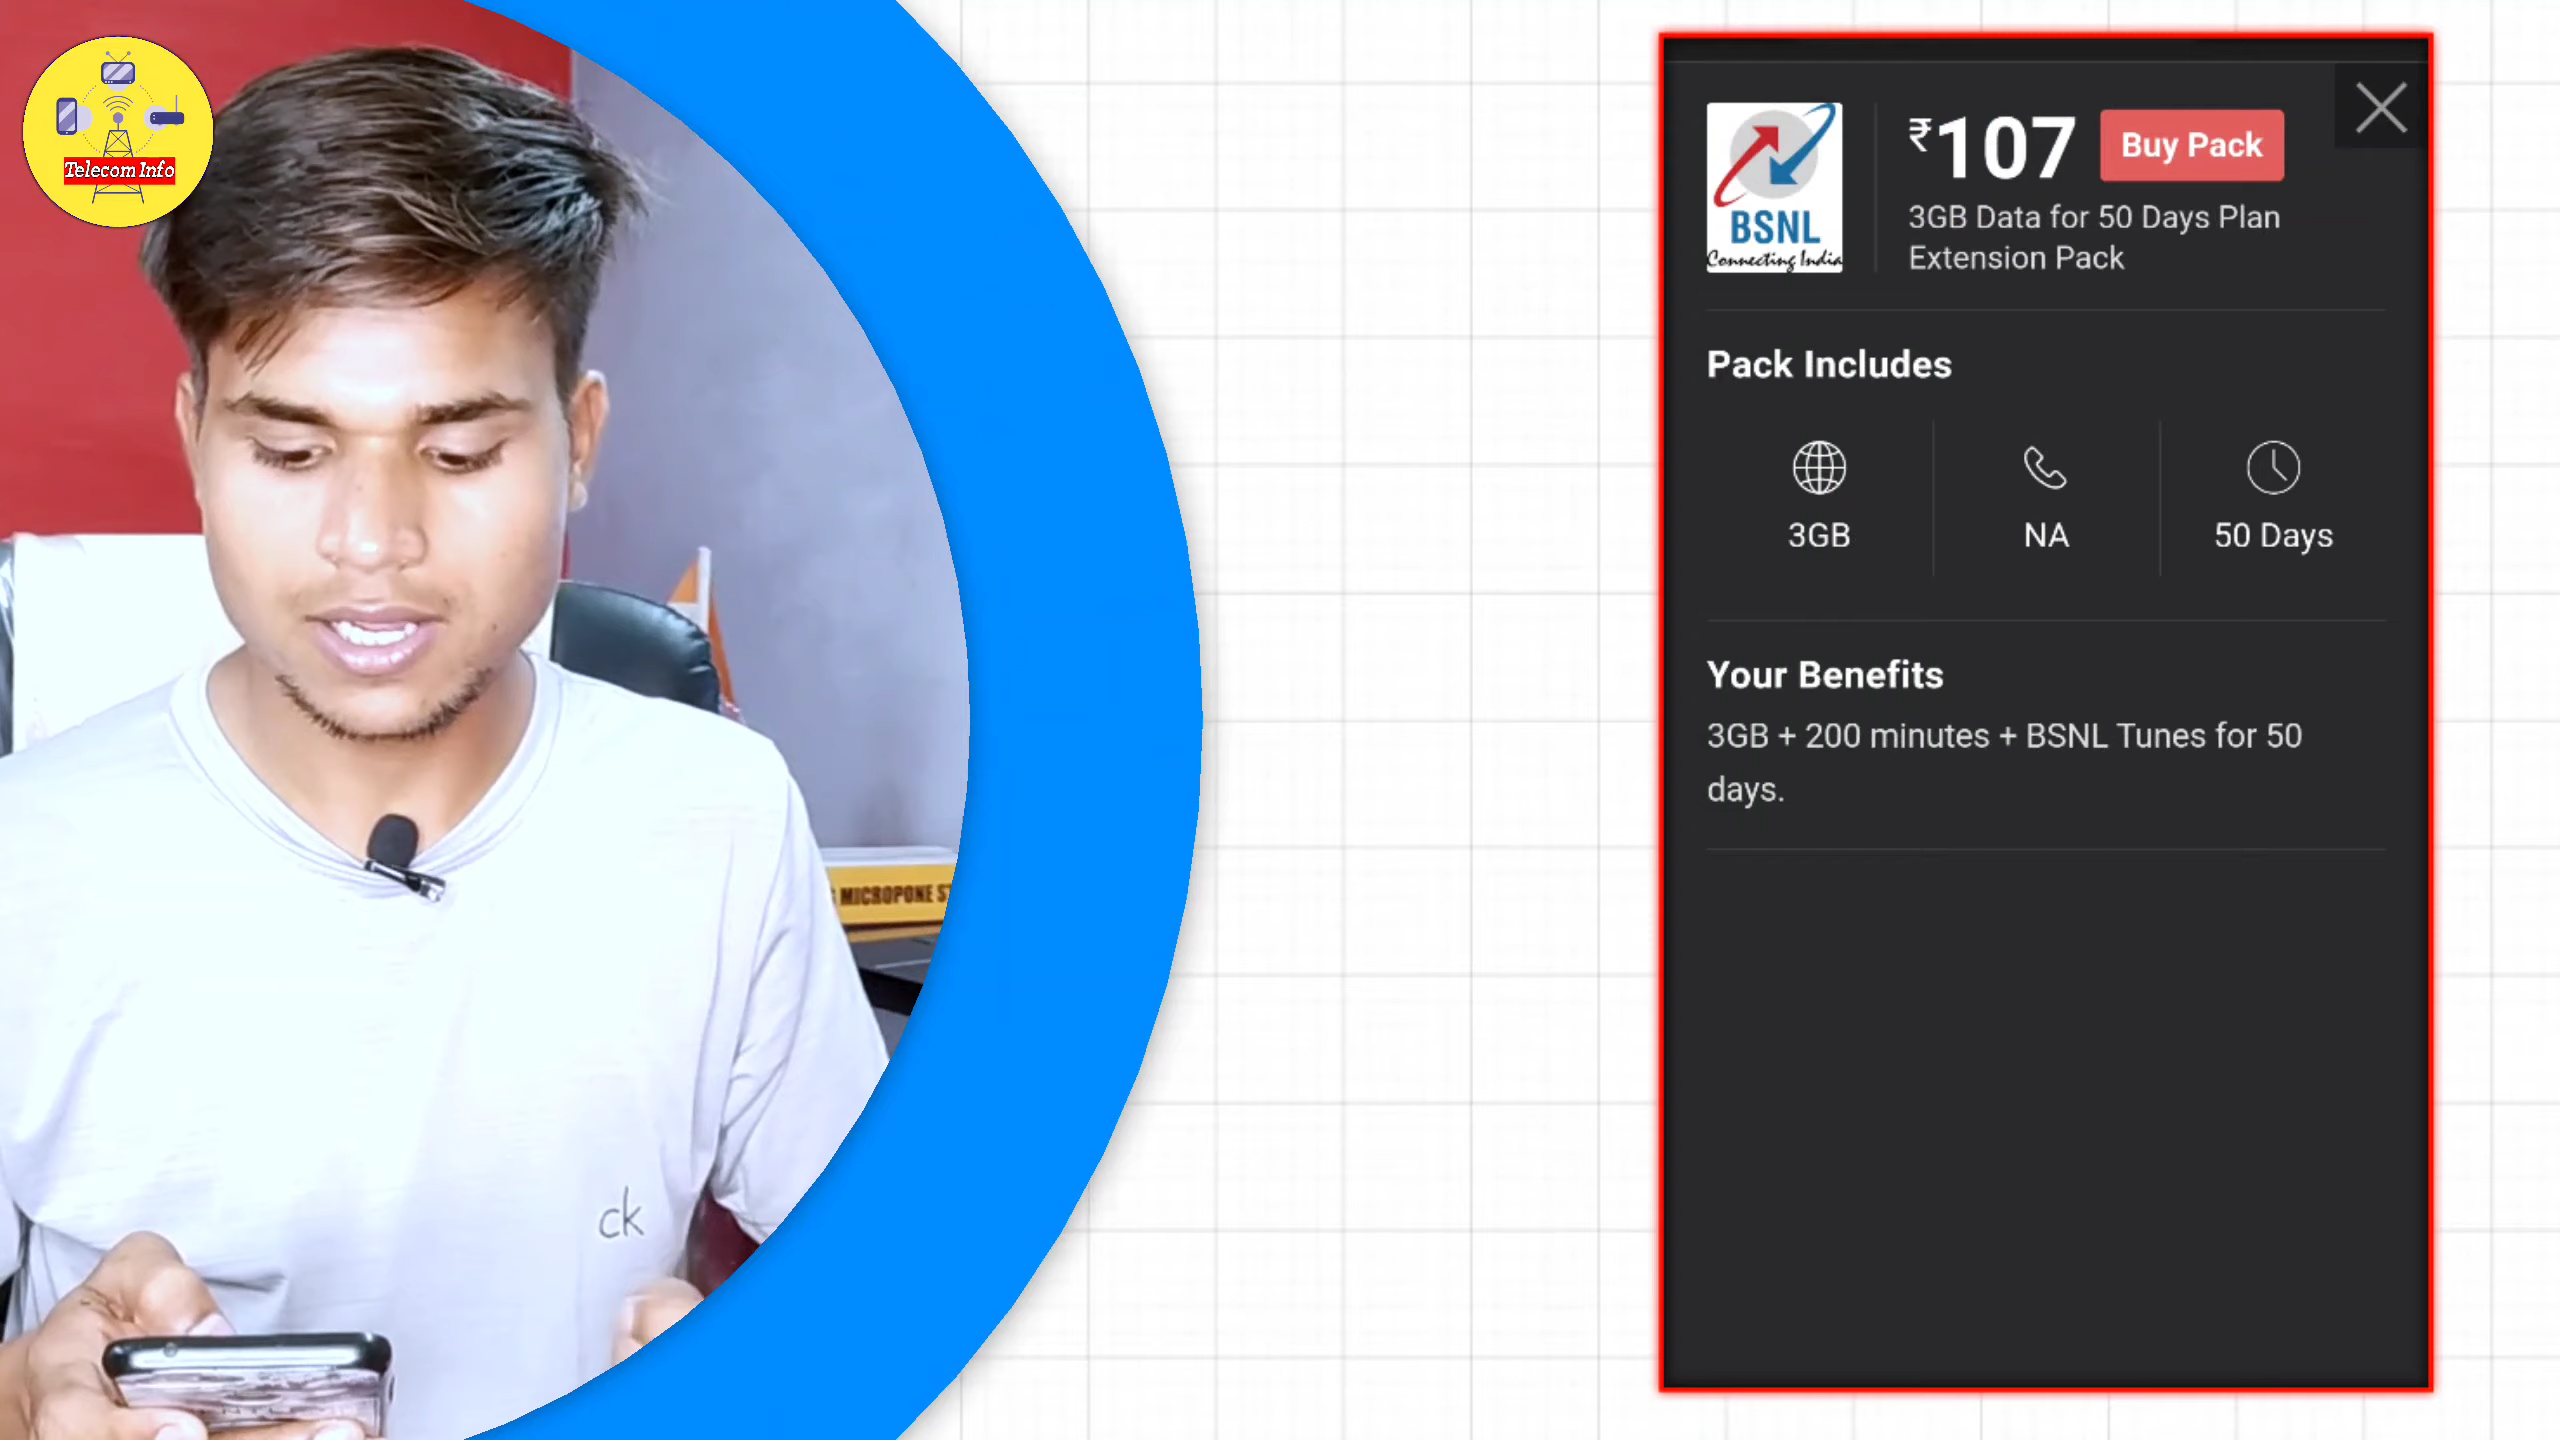 Telecom Info
MICROPONE
ck
BSNL
Connecting India
₹107
Buy Pack
3GB Data for 50 Days Plan
Extension Pack
Pack Includes
3GB
NA
50 Days
Your Benefits
3GB + 200 minutes + BSNL Tunes for 50
days.